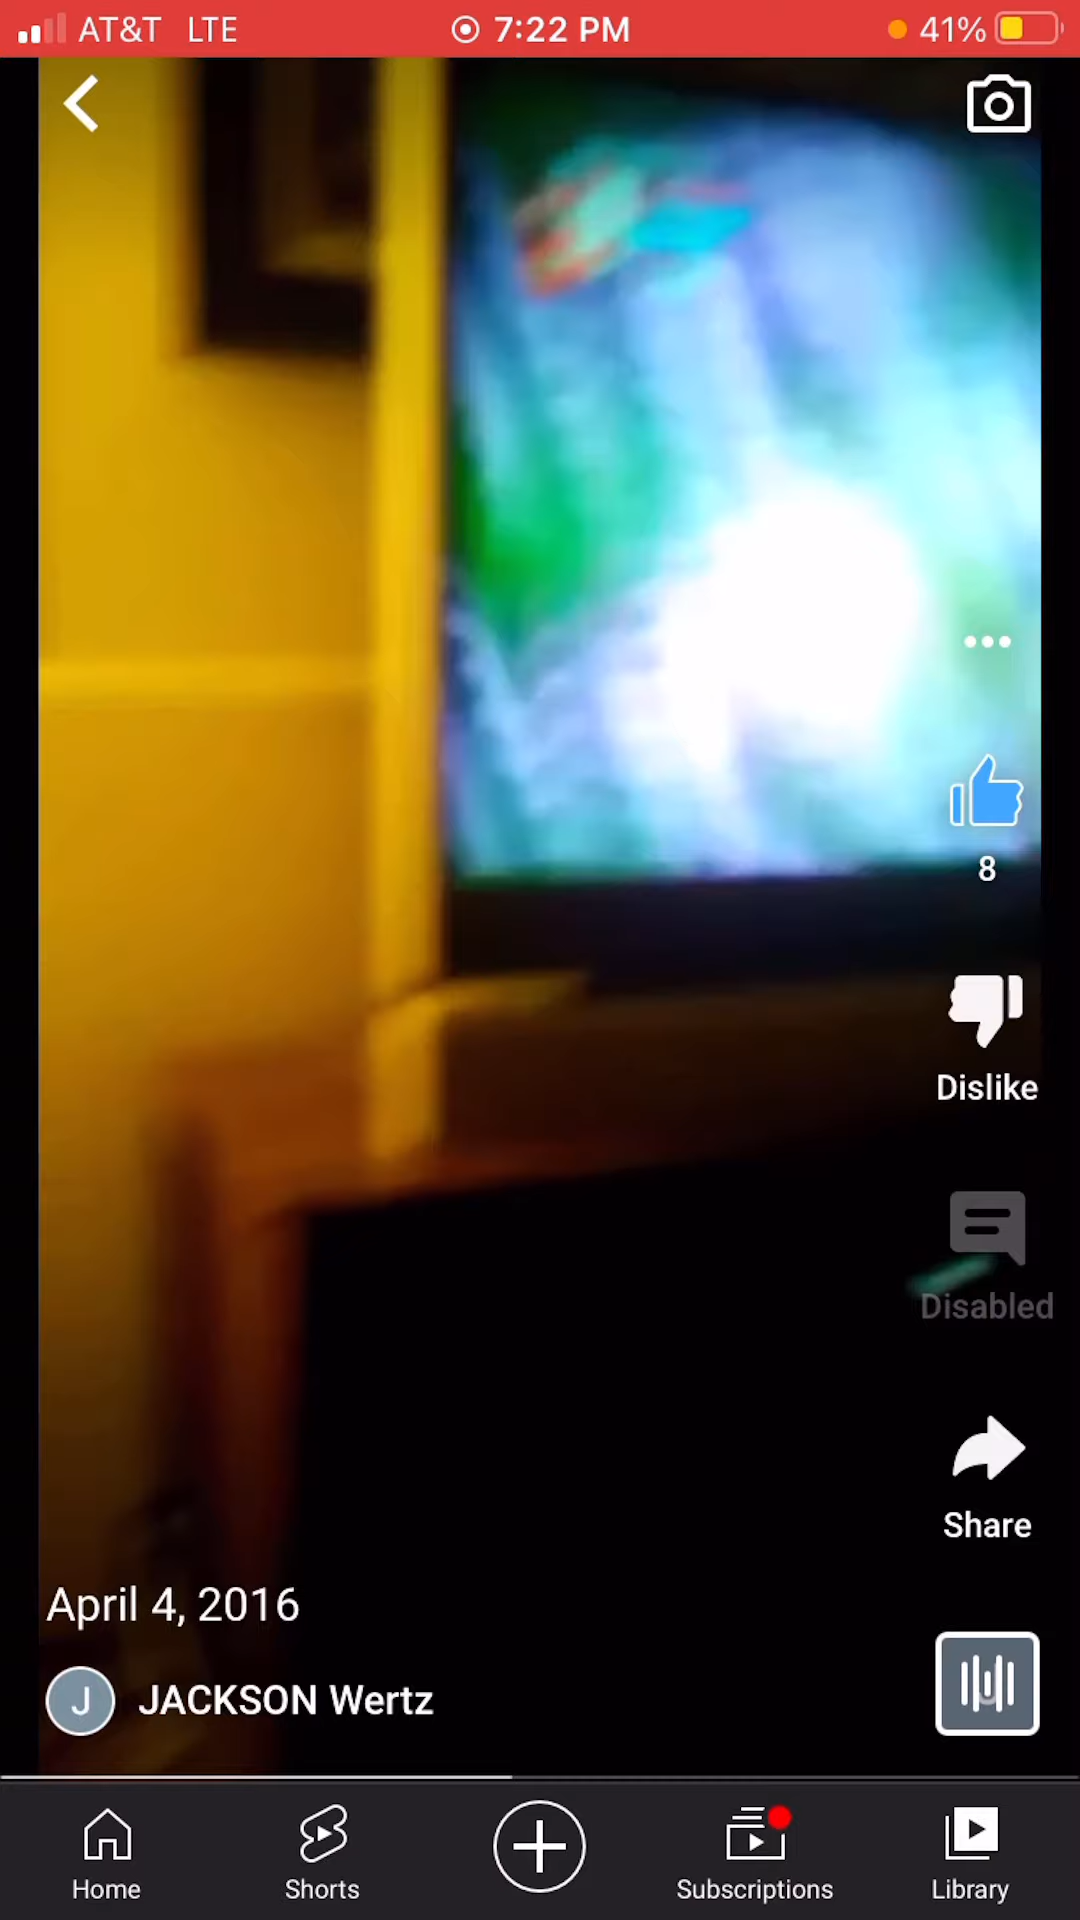 AT&T LTE 7:22 PM 41%
8
Dislike
Disabled
Share
April 4, 2016
J JACKSON Wertz
Home Shorts Subscriptions Library